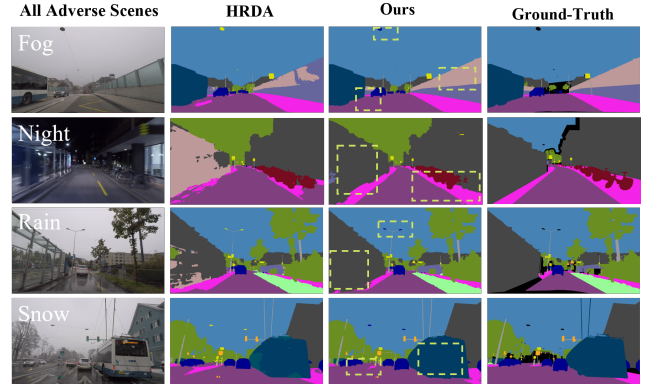 All Adverse Scenes HRDA Ours Ground-Truth
Fog
Night
Rain
Snow